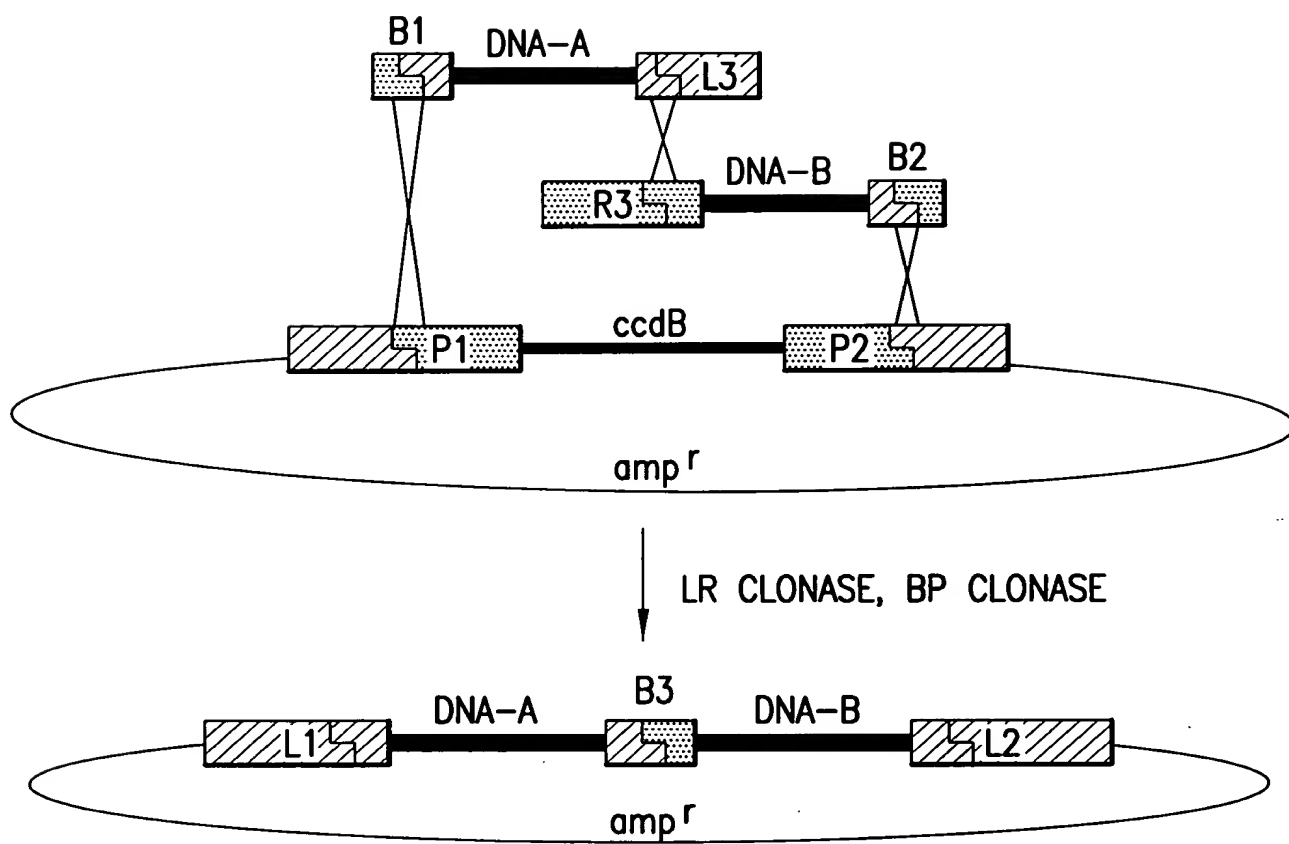 B1
DNA-A
L3
R3
DNA-B
B2
P1
ccdB
P2
amp r
LR CLONASE, BP CLONASE
L1
DNA-A
B3
DNA-B
L2
amp r